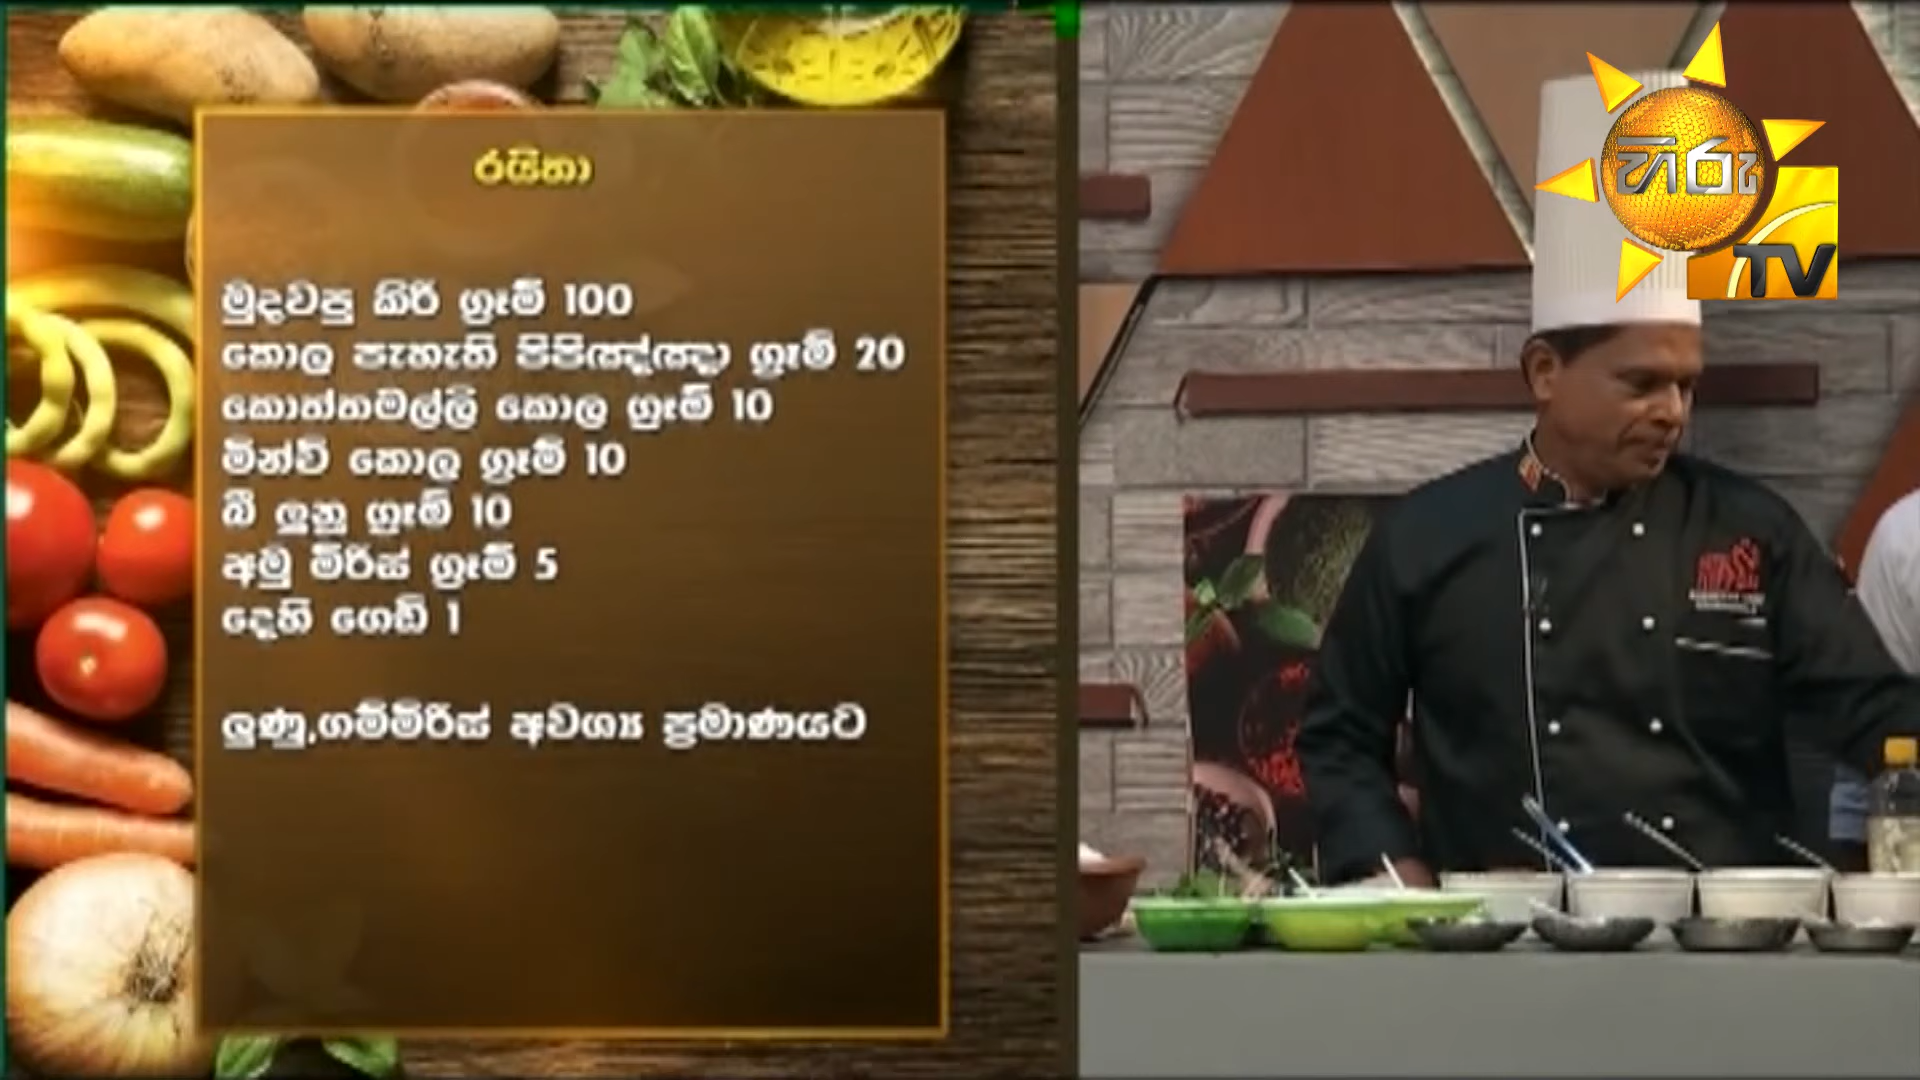 රයිතා
මුදවපු කිරි ග්‍රෑම් 100
කොල පැහැති පිපිඤ්ඤා ග්‍රෑම් 20
කොත්තමල්ලි කොල ග්‍රෑම් 10
මින්චි කොල ග්‍රෑම් 10
බී ලූනු ග්‍රෑම් 10
අමු මිරිස් ග්‍රෑම් 5
දෙහි ගෙඩි 1
ලුණු,ගම්මිරිස් අවශ්‍ය ප්‍රමාණයට
හිරු
TV